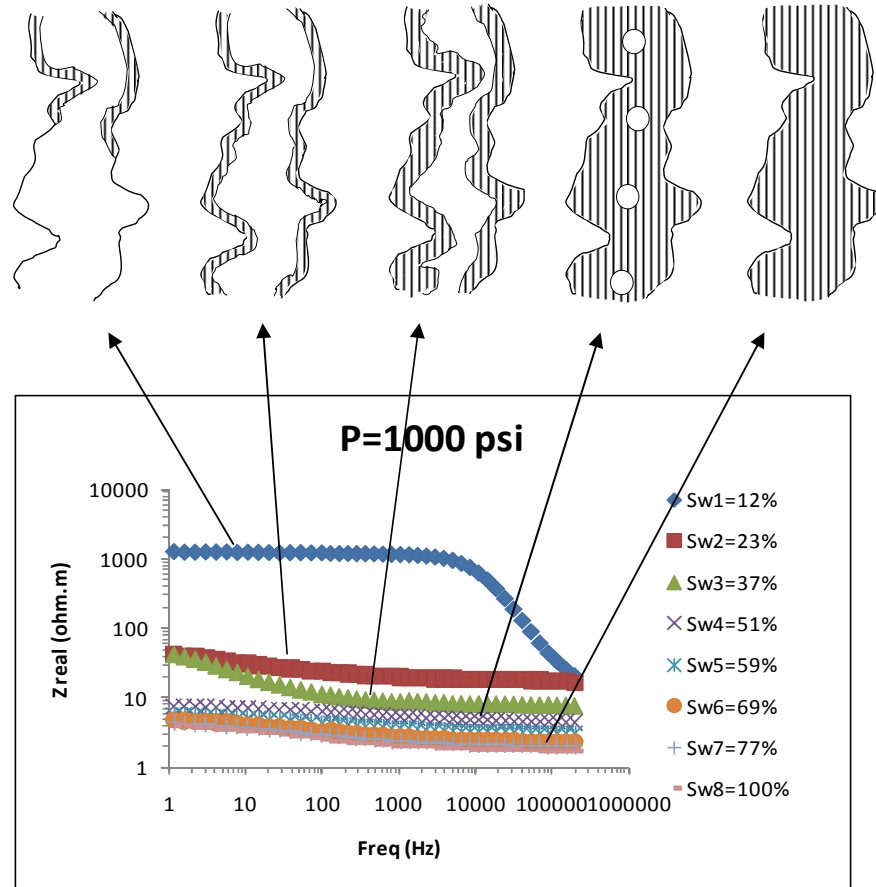 P=1000 psi
10000
1000
100
10
1
Zreal (ohm.m)
1 10 100 1000 10000 1000001000000
Freq (Hz)
Sw1=12%
Sw2=23%
Sw3=37%
Sw4=51%
Sw5=59%
Sw6=69%
Sw7=77%
Sw8=100%